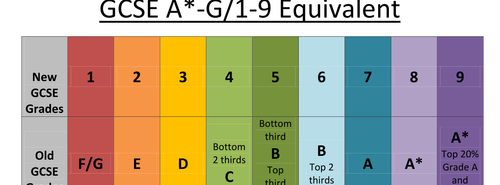 GCSE A*-G/1-9 Equivalent
New GCSE Grades 1 2 3 4 5 6 7 8 9
Old GCSE
F/G
E
D
Bottom
2 thirds
C
Bottom
third
B
Top
third
B
Top 2
thirds
A
A*
A*
Top 20%
Grade A
and